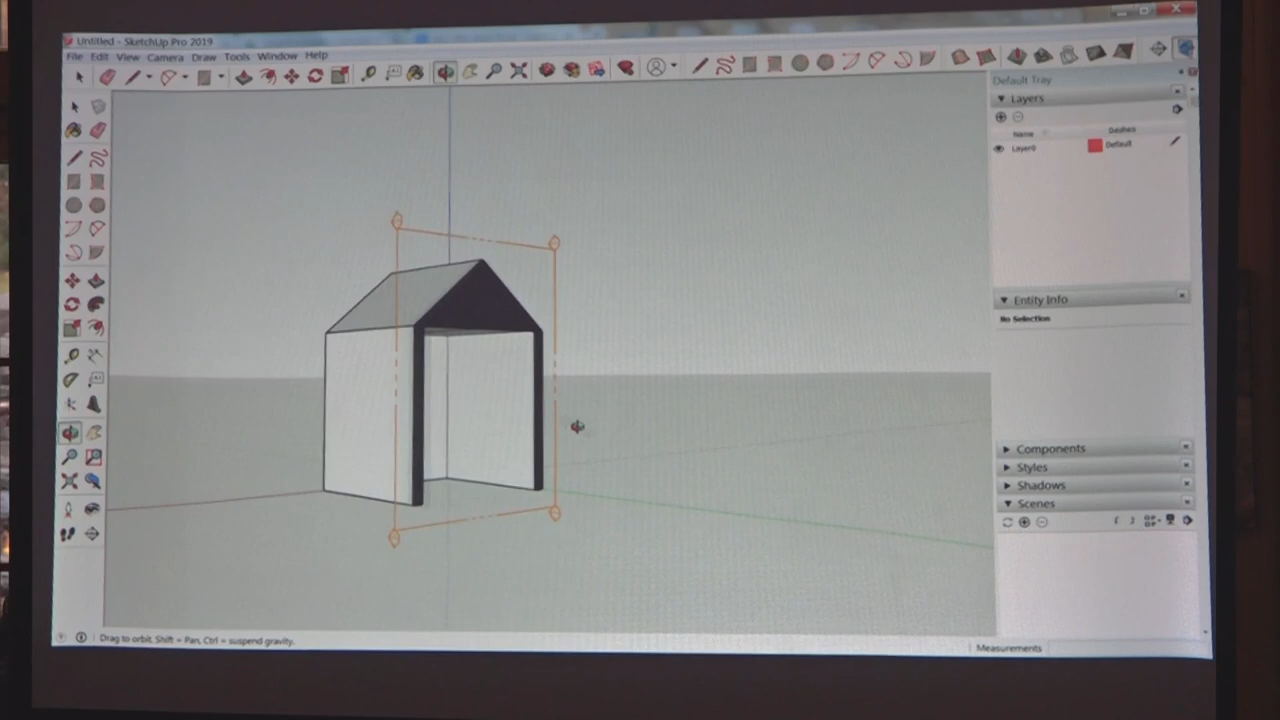 Untitled - SketchUp Pro 2019
File Edit View Camera Draw Tools Window Help
Default Tray
Layers
Name Dashes
Layer0 Default
Entity Info
No Selection
Components
Styles
Shadows
Scenes
Drag to orbit. Shift = Pan, Ctrl = suspend gravity.
Measurements